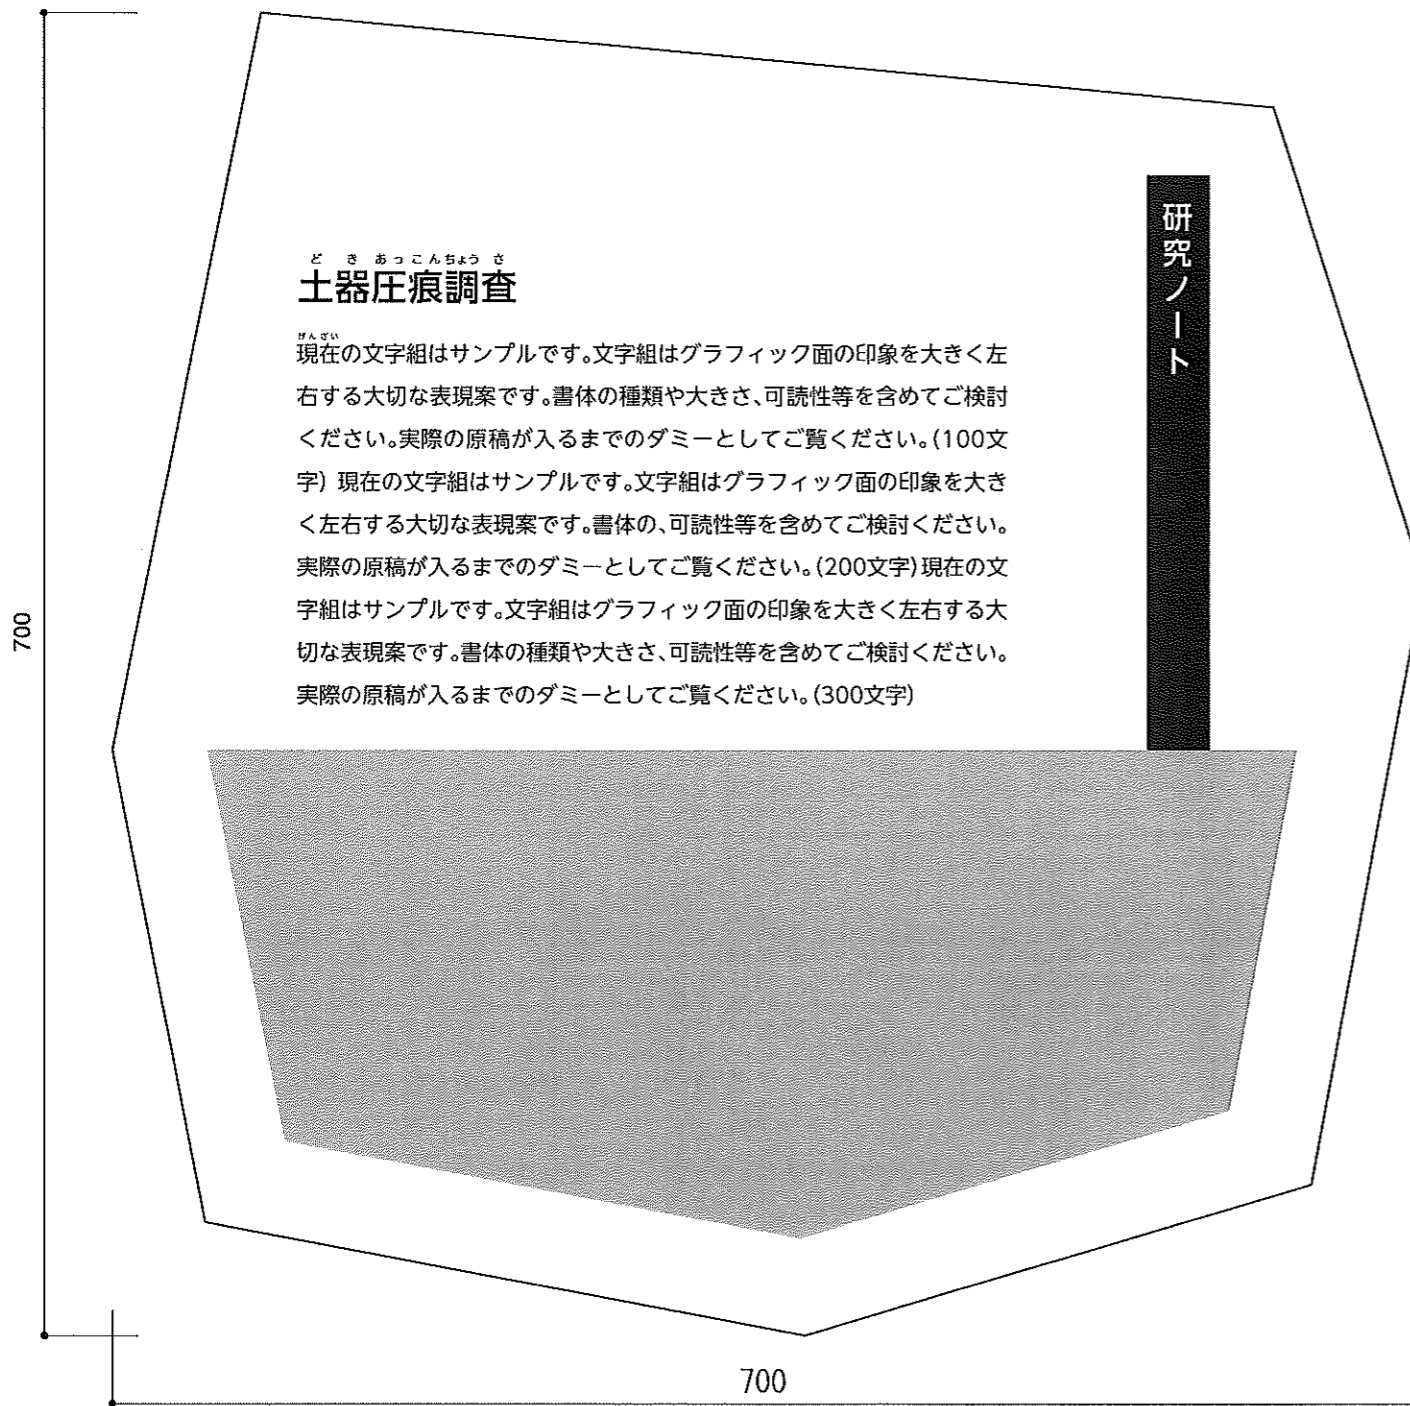 研究ノート
どきあっこんちょうさ
土器圧痕調査
げんざい
現在の文字組はサンプルです。文字組はグラフィック面の印象を大きく左
右する大切な表現案です。書体の種類や大きさ、可読性等を含めてご検討
ください。実際の原稿が入るまでのダミーとしてご覧ください。(100文
字) 現在の文字組はサンプルです。文字組はグラフィック面の印象を大き
く左右する大切な表現案です。書体の、可読性等を含めてご検討ください。
実際の原稿が入るまでのダミーとしてご覧ください。(200文字)現在の文
字組はサンプルです。文字組はグラフィック面の印象を大きく左右する大
切な表現案です。書体の種類や大きさ、可読性等を含めてご検討ください。
実際の原稿が入るまでのダミーとしてご覧ください。(300文字)
700
700